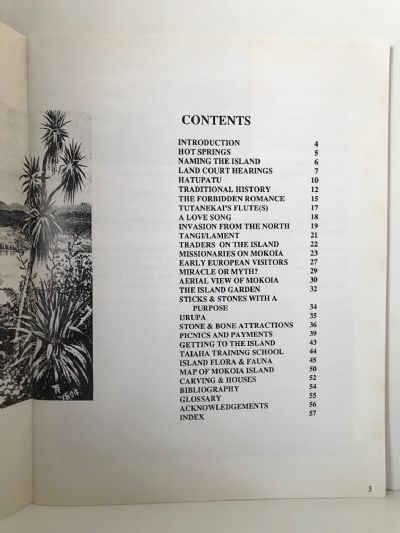 CONTENTS
INTRODUCTION 4
HOT SPRINGS 5
NAMING THE ISLAND 6
LAND COURT HEARINGS 7
HATUPATU 10
TRADITIONAL HISTORY 12
THE FORBIDDEN ROMANCE 15
TUTANEKAI'S FLUTE(S) 17
A LOVE SONG 18
INVASION FROM THE NORTH 19
TANGI/LAMENT 21
TRADERS ON THE ISLAND 22
MISSIONARIES ON MOKOIA 23
EARLY EUROPEAN VISITORS 27
MIRACLE OR MYTH? 29
AERIAL VIEW OF MOKOIA 30
THE ISLAND GARDEN 32
STICKS & STONES WITH A
PURPOSE 34
URUPA 35
STONE & BONE ATTRACTIONS 36
PICNICS AND PAYMENTS 39
GETTING TO THE ISLAND 43
TAIAHA TRAINING SCHOOL 44
ISLAND FLORA & FAUNA 45
MAP OF MOKOIA ISLAND 50
CARVING & HOUSES 52
BIBLIOGRAPHY 54
GLOSSARY 55
ACKNOWLEDGEMENTS 56
INDEX 57
3